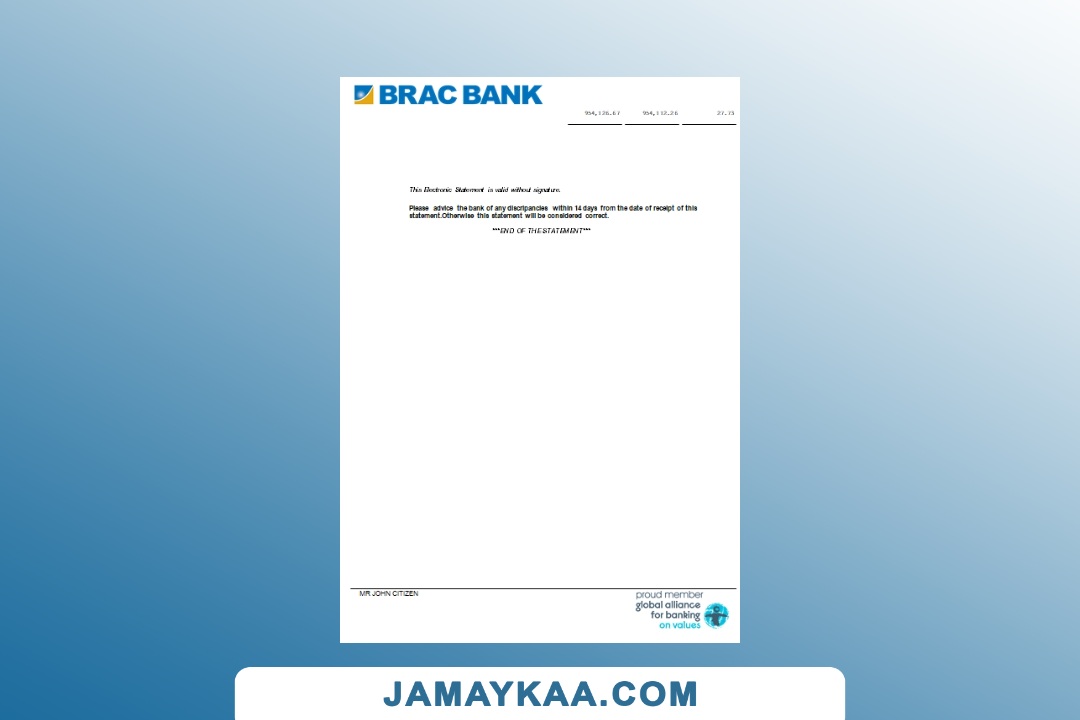 BRAC BANK
954,126.67 954,112.26 27.73
This Electronic Statement is valid without signature.
Please advice the bank of any discripancies within 14 days from the date of receipt of this
statement.Otherwise this statement will be considered correct.
***END OF THE STATEMENT***
MR JOHN CITIZEN
proud member
global alliance
for banking
on values
JAMAYKAA.COM